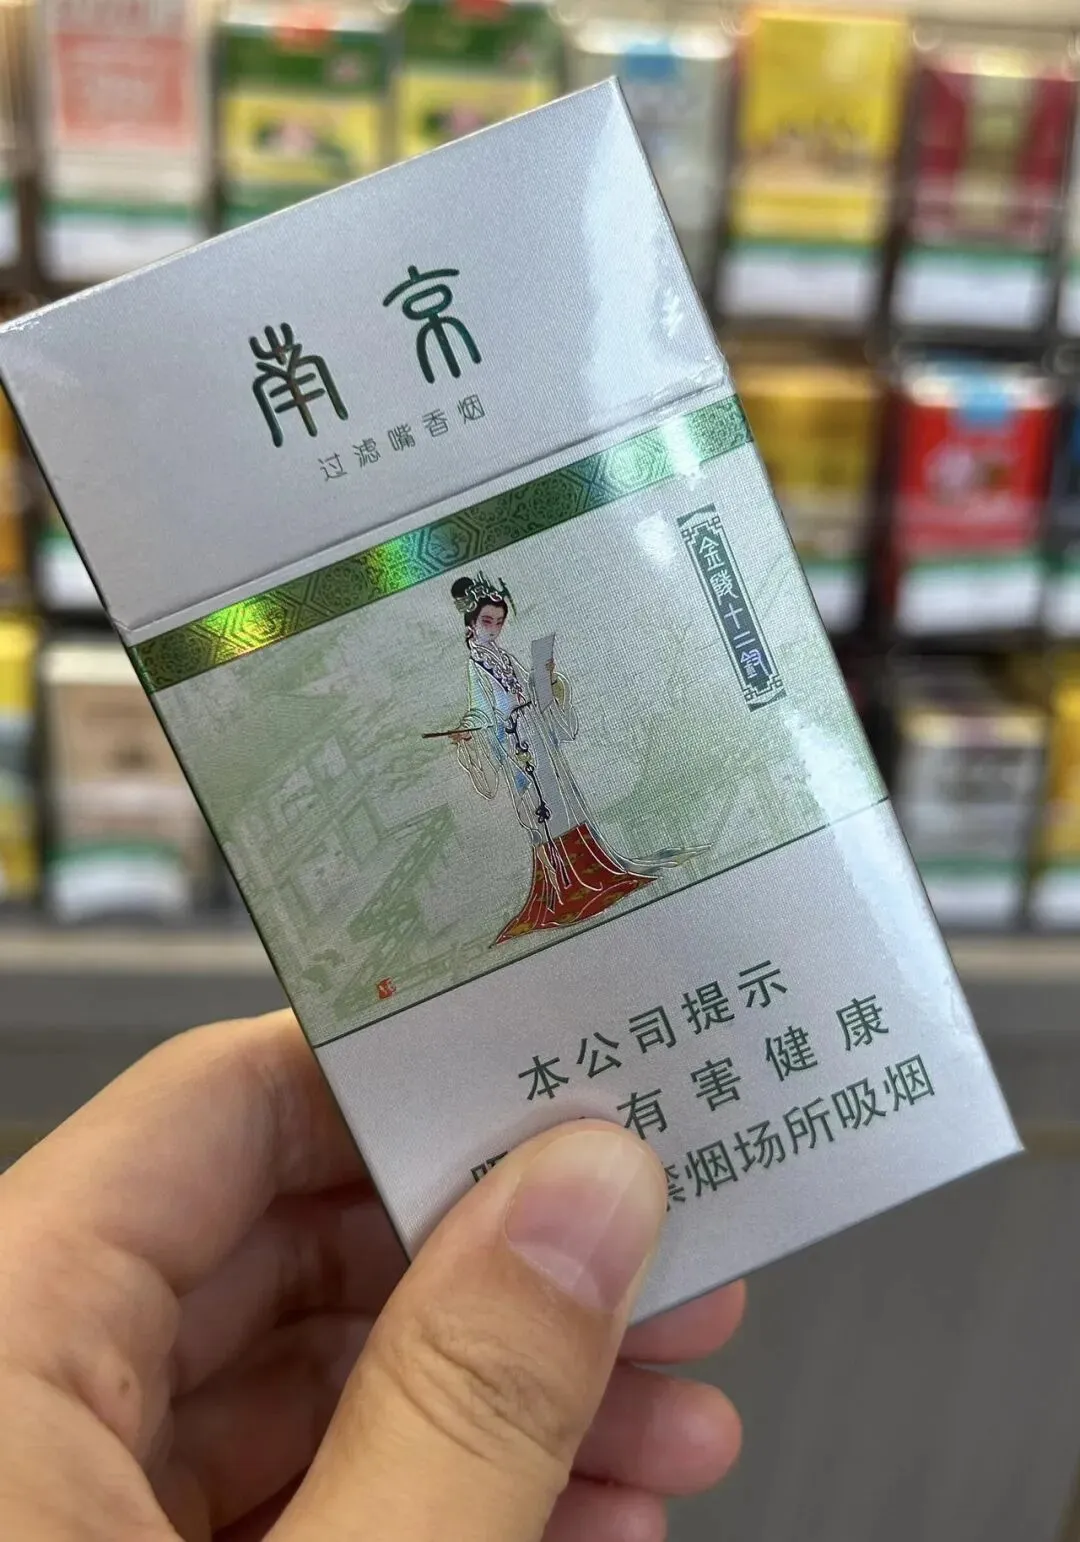 南京
过滤嘴香烟
金陵十二钗
本公司提示
有害健康
禁烟场所吸烟